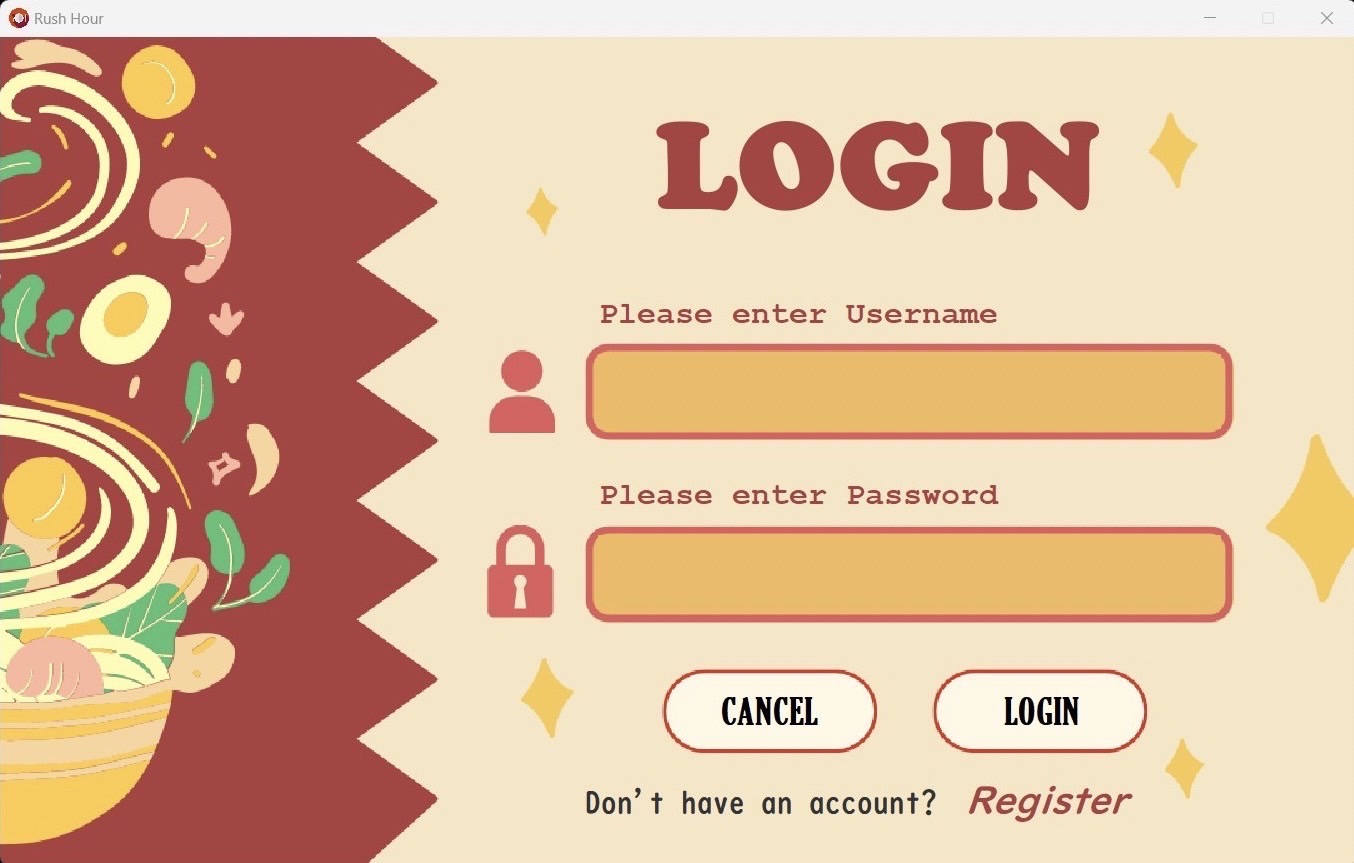 Rush Hour
LOGIN
Please enter Username
Please enter Password
CANCEL
LOGIN
Don't have an account? Register